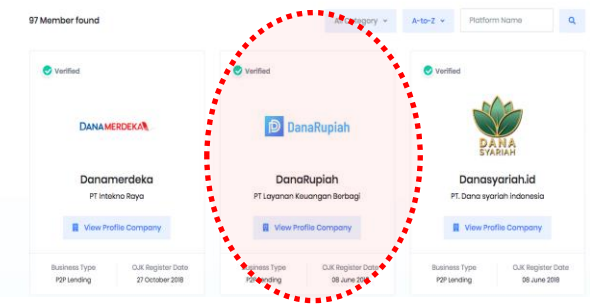 97 Member found
All Category
A-to-Z
Platform Name
Verified
DANAMERDEKA
Danamerdeka
PT Intekno Raya
View Profile Company
Business Type
P2P Lending
OJK Register Date
27 October 2018
Verified
DanaRupiah
DanaRupiah
PT Layanan Keuangan Berbagi
View Profile Company
Business Type
P2P Lending
OJK Register Date
08 June 2018
Verified
DANA
SYARIAH
Danasyariah.id
PT. Dana syariah indonesia
View Profile Company
Business Type
P2P Lending
OJK Register Date
08 June 2018